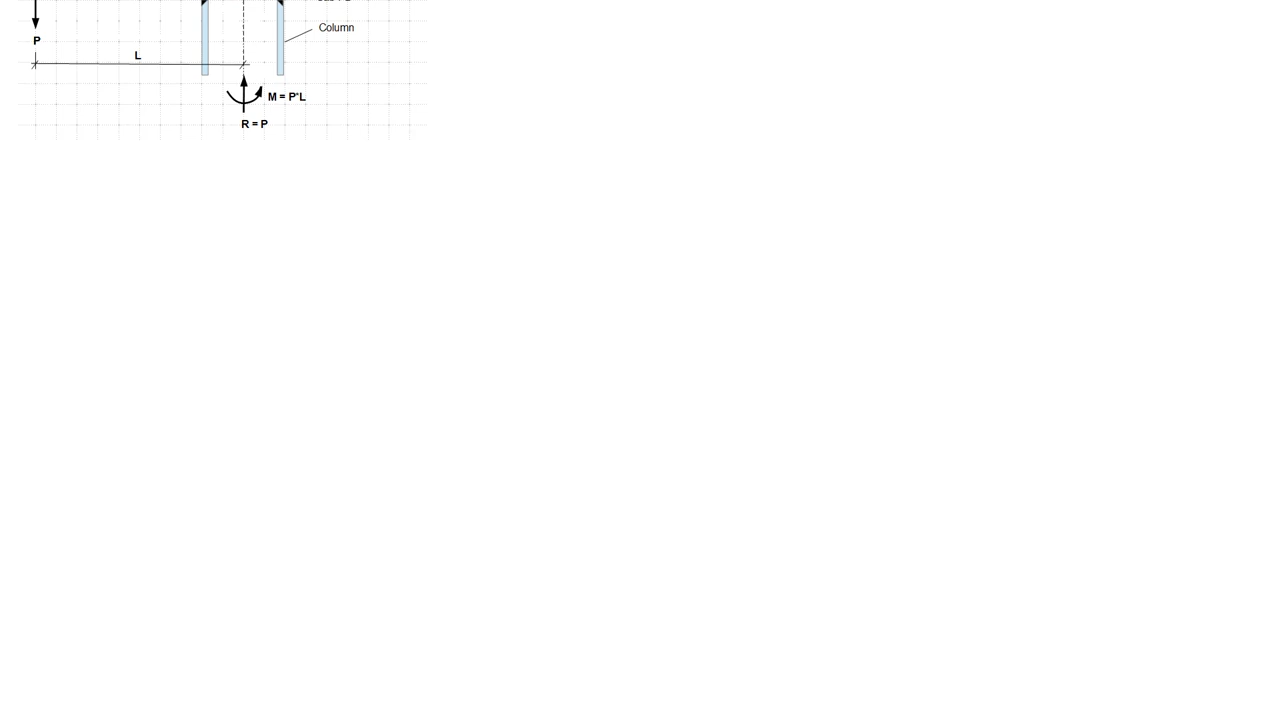 Column
P
L
M = P*L
R = P